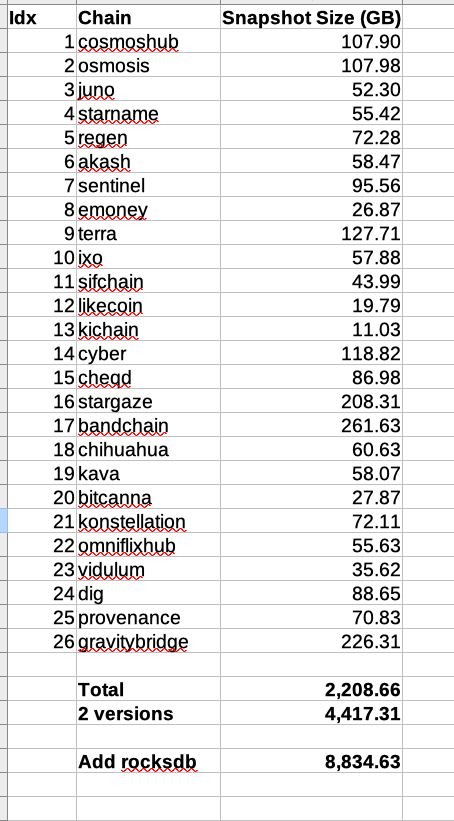 Idx Chain Snapshot Size (GB)
1 cosmoshub 107.90
2 osmosis 107.98
3 juno 52.30
4 starname 55.42
5 regen 72.28
6 akash 58.47
7 sentinel 95.56
8 emoney 26.87
9 terra 127.71
10 ixo 57.88
11 sifchain 43.99
12 likecoin 19.79
13 kichain 11.03
14 cyber 118.82
15 cheqd 86.98
16 stargaze 208.31
17 bandchain 261.63
18 chihuahua 60.63
19 kava 58.07
20 bitcanna 27.87
21 konstellation 72.11
22 omniflixhub 55.63
23 vidulum 35.62
24 dig 88.65
25 provenance 70.83
26 gravitybridge 226.31
Total 2,208.66
2 versions 4,417.31
Add rocksdb 8,834.63